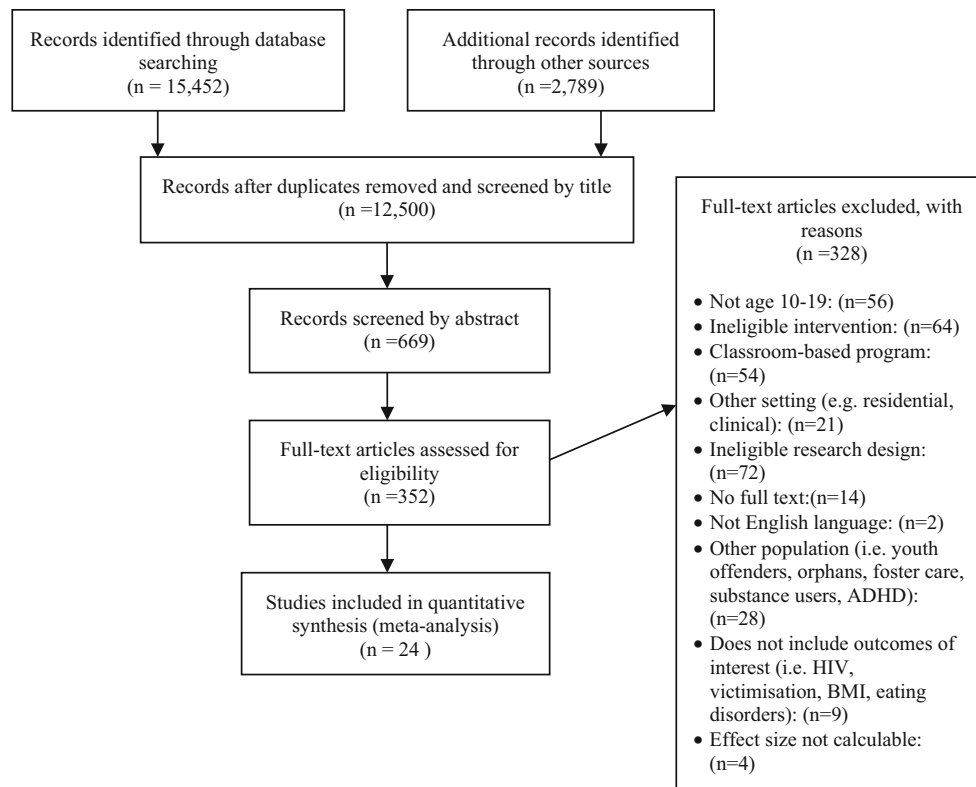 Records identified through database
searching
(n = 15,452)
Additional records identified
through other sources
(n =2,789)
Records after duplicates removed and screened by title
(n =12,500)
Records screened by abstract
(n =669)
Full-text articles assessed for
eligibility
(n =352)
Studies included in quantitative
synthesis (meta-analysis)
(n = 24 )
Full-text articles excluded, with
reasons
(n =328)
• Not age 10-19: (n=56)
• Ineligible intervention: (n=64)
• Classroom-based program:
(n=54)
• Other setting (e.g. residential,
clinical): (n=21)
• Ineligible research design:
(n=72)
• No full text:(n=14)
• Not English language: (n=2)
• Other population (i.e. youth
offenders, orphans, foster care,
substance users, ADHD):
(n=28)
• Does not include outcomes of
interest (i.e. HIV,
victimisation, BMI, eating
disorders): (n=9)
• Effect size not calculable:
(n=4)